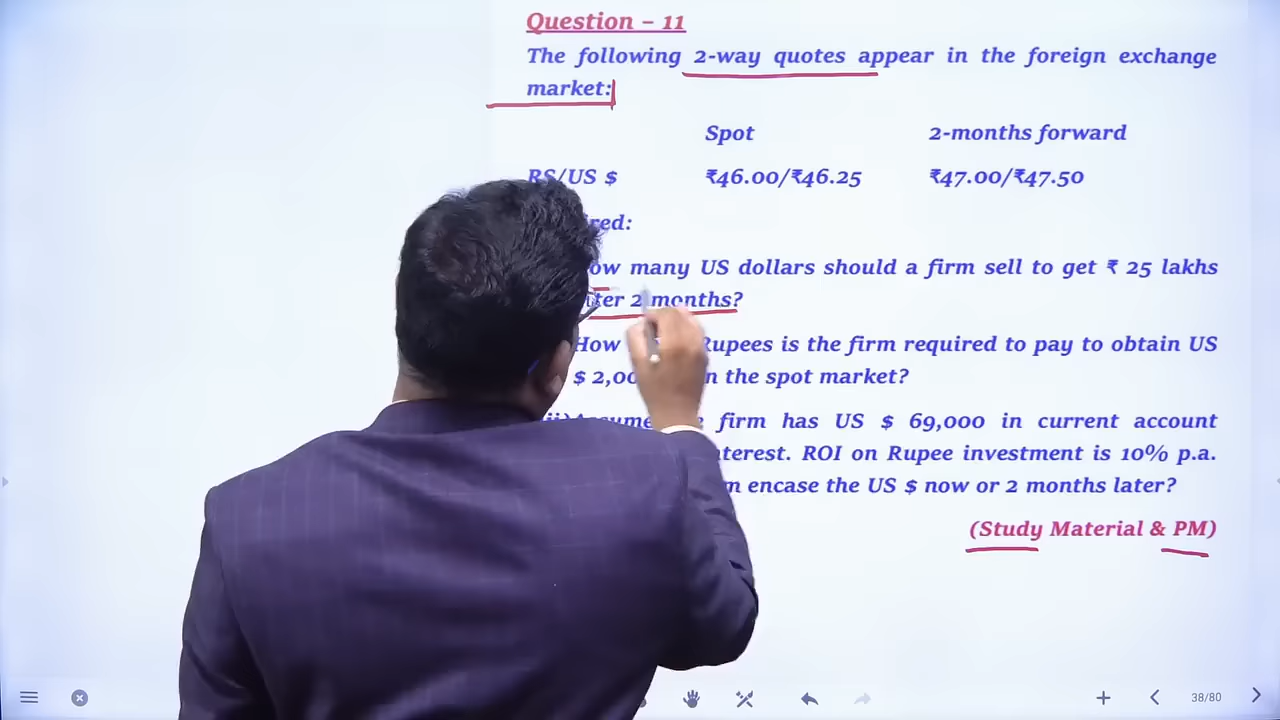 Question – 11
The following 2-way quotes appear in the foreign exchange
market:
Spot 2-months forward
RS/US $ ₹46.00/₹46.25 ₹47.00/₹47.50
many US dollars should a firm sell to get ₹ 25 lakhs
2 months?
How Rupees is the firm required to pay to obtain US
$ the spot market?
firm has US $ 69,000 in current account
ROI on Rupee investment is 10% p.a.
encase the US $ now or 2 months later?
(Study Material & PM)
38/80